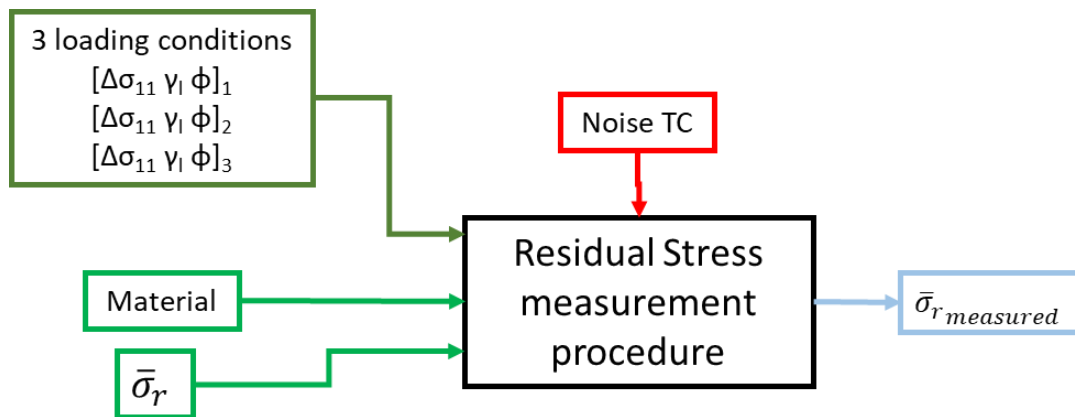 3 loading conditions
[Δσ₁₁ γₗ ϕ]₁
[Δσ₁₁ γₗ ϕ]₂
[Δσ₁₁ γₗ ϕ]₃
Noise TC
Residual Stress
measurement
procedure
Material
σ̄ᵣ
σ̄ᵣ measured